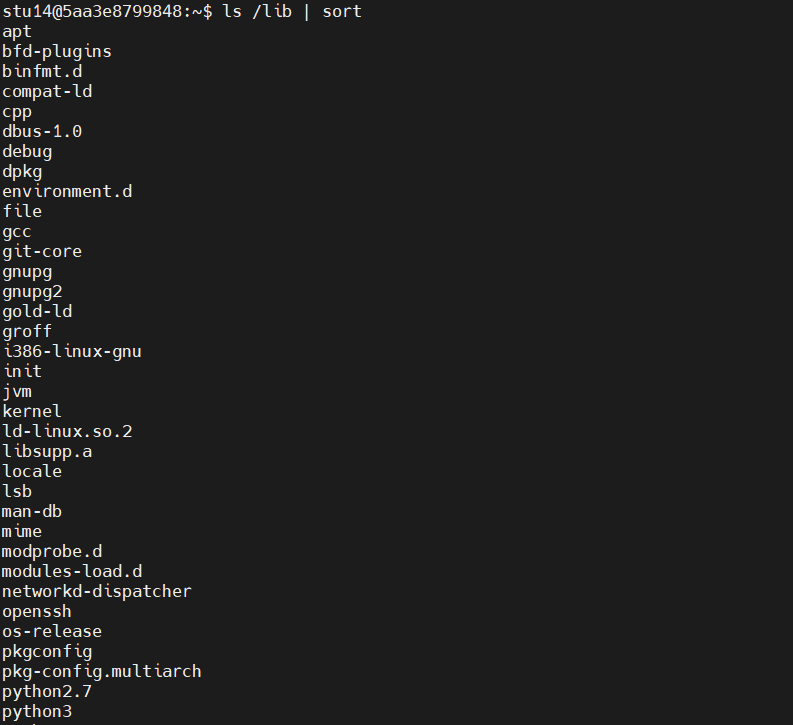 stu14@5aa3e8799848:~$ ls /lib | sort
apt
bfd-plugins
binfmt.d
compat-ld
cpp
dbus-1.0
debug
dpkg
environment.d
file
gcc
git-core
gnupg
gnupg2
gold-ld
groff
i386-linux-gnu
init
jvm
kernel
ld-linux.so.2
libsupp.a
locale
lsb
man-db
mime
modprobe.d
modules-load.d
networkd-dispatcher
openssh
os-release
pkgconfig
pkg-config.multiarch
python2.7
python3